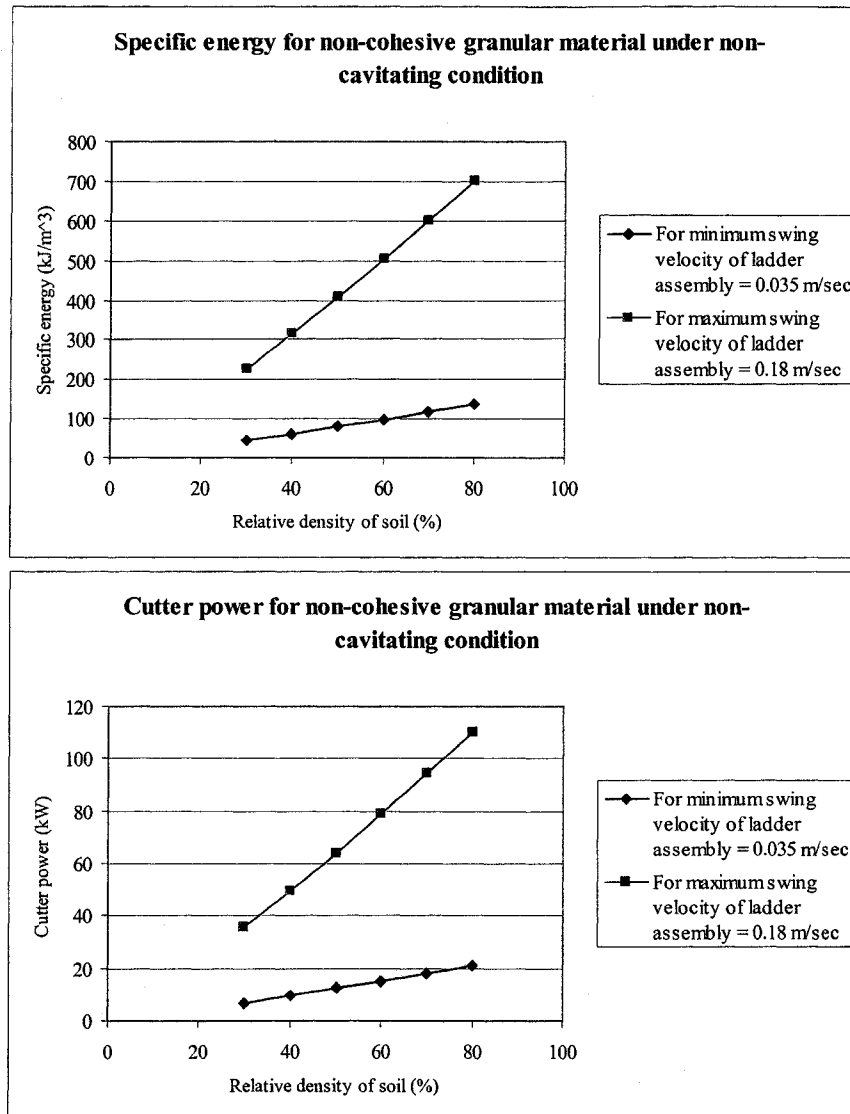 Specific energy for non-cohesive granular material under non-
cavitating condition
800
700
600
500
400
300
200
100
0
Specific energy (kJ/m^3)
0 20 40 60 80 100
Relative density of soil (%)
For minimum swing
velocity of ladder
assembly = 0.035 m/sec
For maximum swing
velocity of ladder
assembly = 0.18 m/sec
Cutter power for non-cohesive granular material under non-
cavitating condition
120
100
80
60
40
20
0
Cutter power (kW)
0 20 40 60 80 100
Relative density of soil (%)
For minimum swing
velocity of ladder
assembly = 0.035 m/sec
For maximum swing
velocity of ladder
assembly = 0.18 m/sec